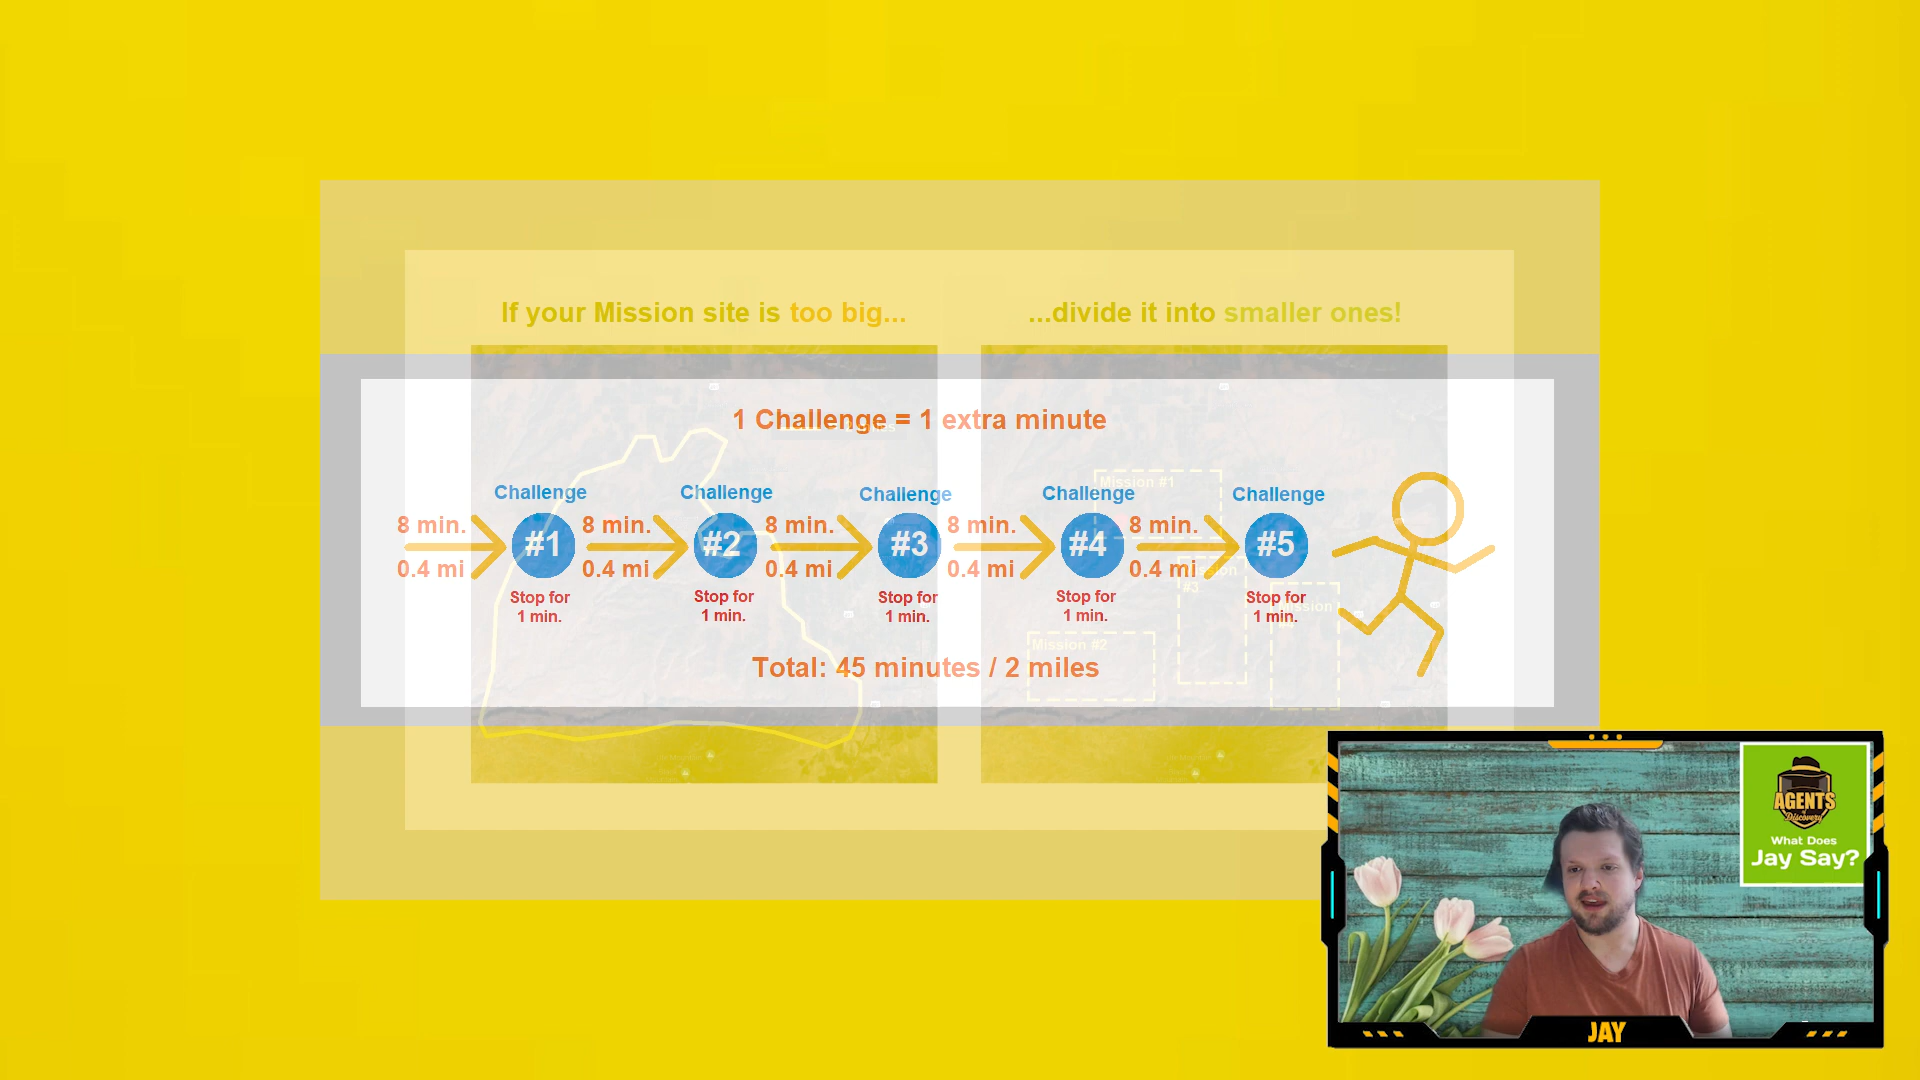 If your Mission site is too big...
...divide it into smaller ones!
1 Challenge = 1 extra minute
Challenge
Challenge
Challenge
Challenge
Challenge
Mission #1
8 min.
8 min.
8 min.
8 min.
8 min.
#1
#2
#3
#4
#5
0.4 mi
0.4 mi
0.4 mi
0.4 mi
0.4 mi
Mission
#3
Stop for
1 min.
Stop for
1 min.
Stop for
1 min.
Stop for
1 min.
Stop for
1 min.
Mission
Mission #2
Total: 45 minutes / 2 miles
AGENTS
of
Discovery
What Does
Jay Say?
JAY